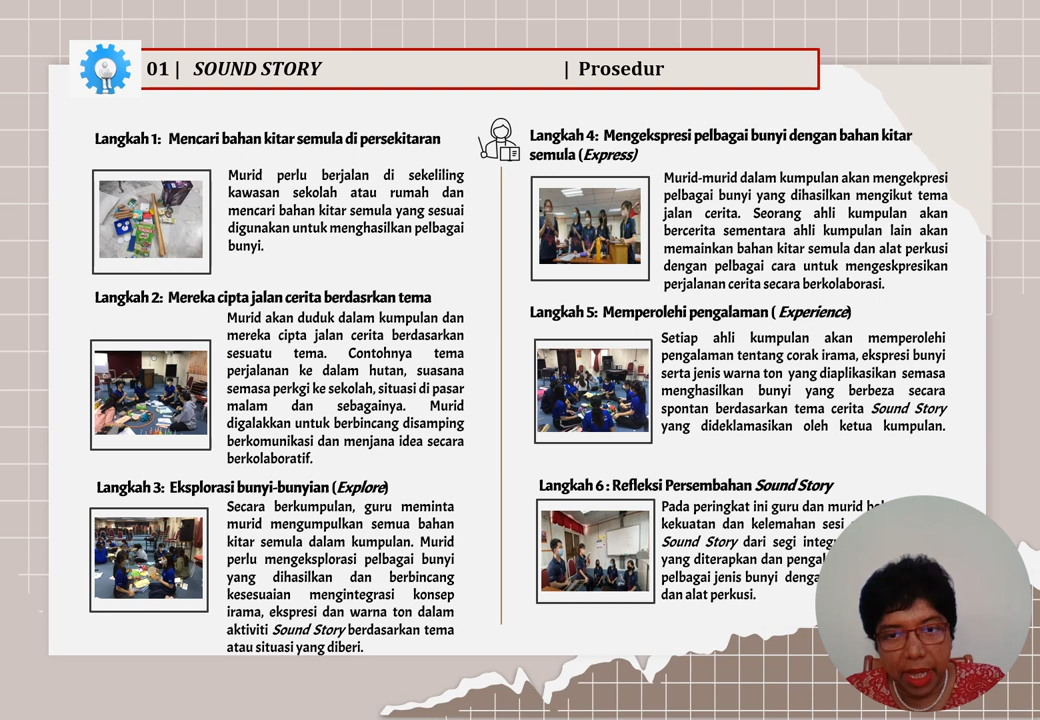 01 | SOUND STORY | Prosedur
Langkah 1: Mencari bahan kitar semula di persekitaran
Murid perlu berjalan di sekeliling
kawasan sekolah atau rumah dan
mencari bahan kitar semula yang sesuai
digunakan untuk menghasilkan pelbagai
bunyi.
Langkah 2: Mereka cipta jalan cerita berdasrkan tema
Murid akan duduk dalam kumpulan dan
mereka cipta jalan cerita berdasarkan
sesuatu tema. Contohnya tema
perjalanan ke dalam hutan, suasana
semasa perkgi ke sekolah, situasi di pasar
malam dan sebagainya. Murid
digalakkan untuk berbincang disamping
berkomunikasi dan menjana idea secara
berkolaboratif.
Langkah 3: Eksplorasi bunyi-bunyian (Explore)
Secara berkumpulan, guru meminta
murid mengumpulkan semua bahan
kitar semula dalam kumpulan. Murid
perlu mengeksplorasi pelbagai bunyi
yang dihasilkan dan berbincang
kesesuaian mengintegrasi konsep
irama, ekspresi dan warna ton dalam
aktiviti Sound Story berdasarkan tema
atau situasi yang diberi.
Langkah 4: Mengekspresi pelbagai bunyi dengan bahan kitar
semula (Express)
Murid-murid dalam kumpulan akan mengekpresi
pelbagai bunyi yang dihasilkan mengikut tema
jalan cerita. Seorang ahli kumpulan akan
bercerita sementara ahli kumpulan lain akan
memainkan bahan kitar semula dan alat perkusi
dengan pelbagai cara untuk mengeskpresikan
perjalanan cerita secara berkolaborasi.
Langkah 5: Memperolehi pengalaman ( Experience)
Setiap ahli kumpulan akan memperolehi
pengalaman tentang corak irama, ekspresi bunyi
serta jenis warna ton yang diaplikasikan semasa
menghasilkan bunyi yang berbeza secara
spontan berdasarkan tema cerita Sound Story
yang dideklamasikan oleh ketua kumpulan.
Langkah 6 : Refleksi Persembahan Sound Story
Pada peringkat ini guru dan murid
kekuatan dan kelemahan sesi
Sound Story dari segi
yang diterapkan dan
pelbagai jenis bunyi
dan alat perkusi.